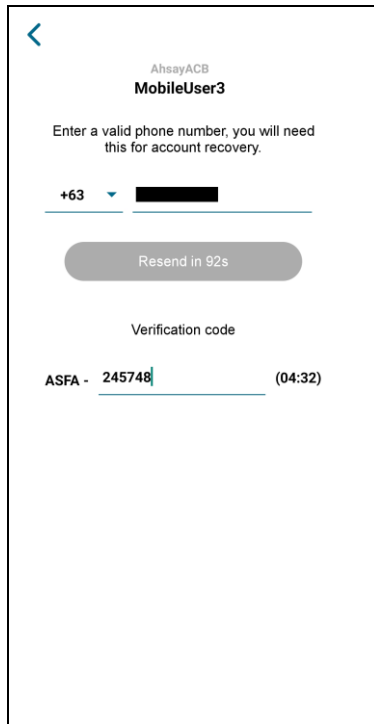 AhsayACB
MobileUser3
Enter a valid phone number, you will need
this for account recovery.
+63
Resend in 92s
Verification code
ASFA - 245748 (04:32)